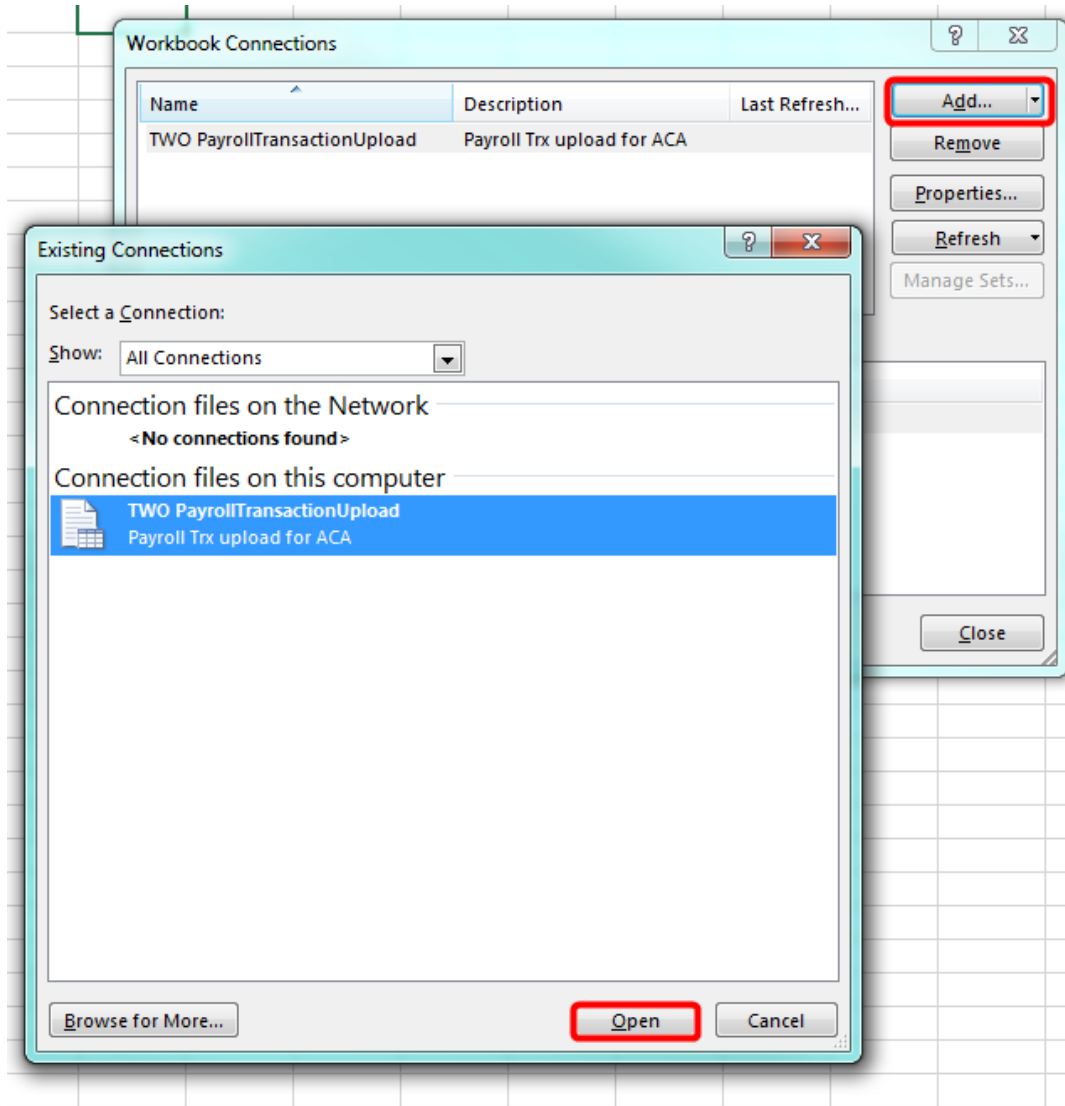 Workbook Connections
Name Description Last Refresh...
TWO PayrollTransactionUpload Payroll Trx upload for ACA
Add...
Remove
Properties...
Refresh
Manage Sets...
Close
Existing Connections
Select a Connection:
Show: All Connections
Connection files on the Network
<No connections found>
Connection files on this computer
TWO PayrollTransactionUpload
Payroll Trx upload for ACA
Browse for More... Open Cancel